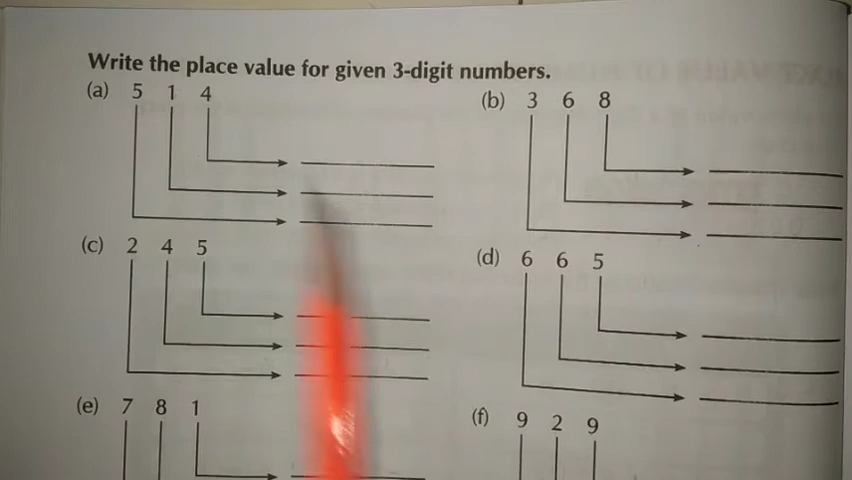 Write the place value for given 3-digit numbers.
(a) 5 1 4
(b) 3 6 8
(c) 2 4 5
(d) 6 6 5
(e) 7 8 1
(f) 9 2 9